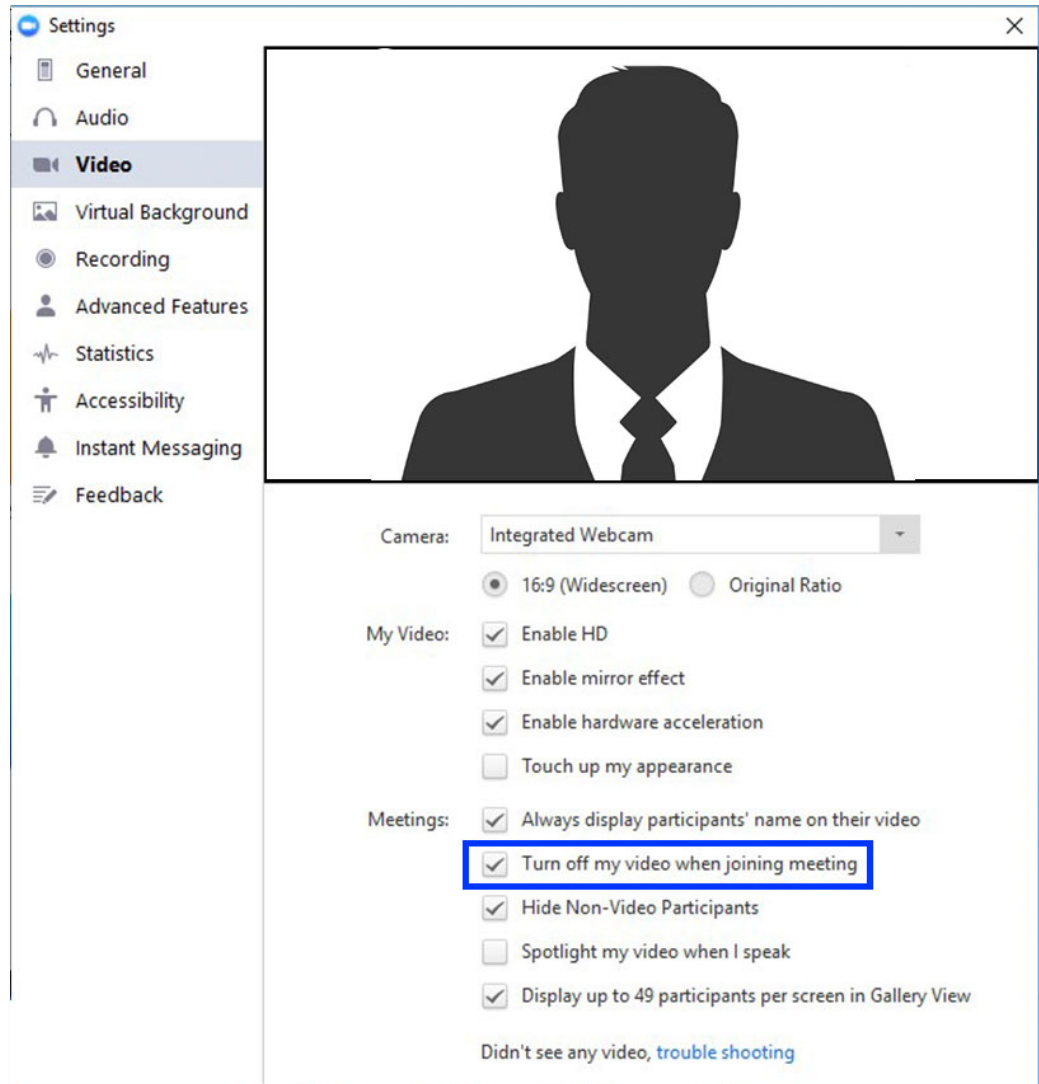 Settings
General
Audio
Video
Virtual Background
Recording
Advanced Features
Statistics
Accessibility
Instant Messaging
Feedback
Camera: Integrated Webcam
16:9 (Widescreen) Original Ratio
My Video: Enable HD
Enable mirror effect
Enable hardware acceleration
Touch up my appearance
Meetings: Always display participants' name on their video
Turn off my video when joining meeting
Hide Non-Video Participants
Spotlight my video when I speak
Display up to 49 participants per screen in Gallery View
Didn't see any video, trouble shooting